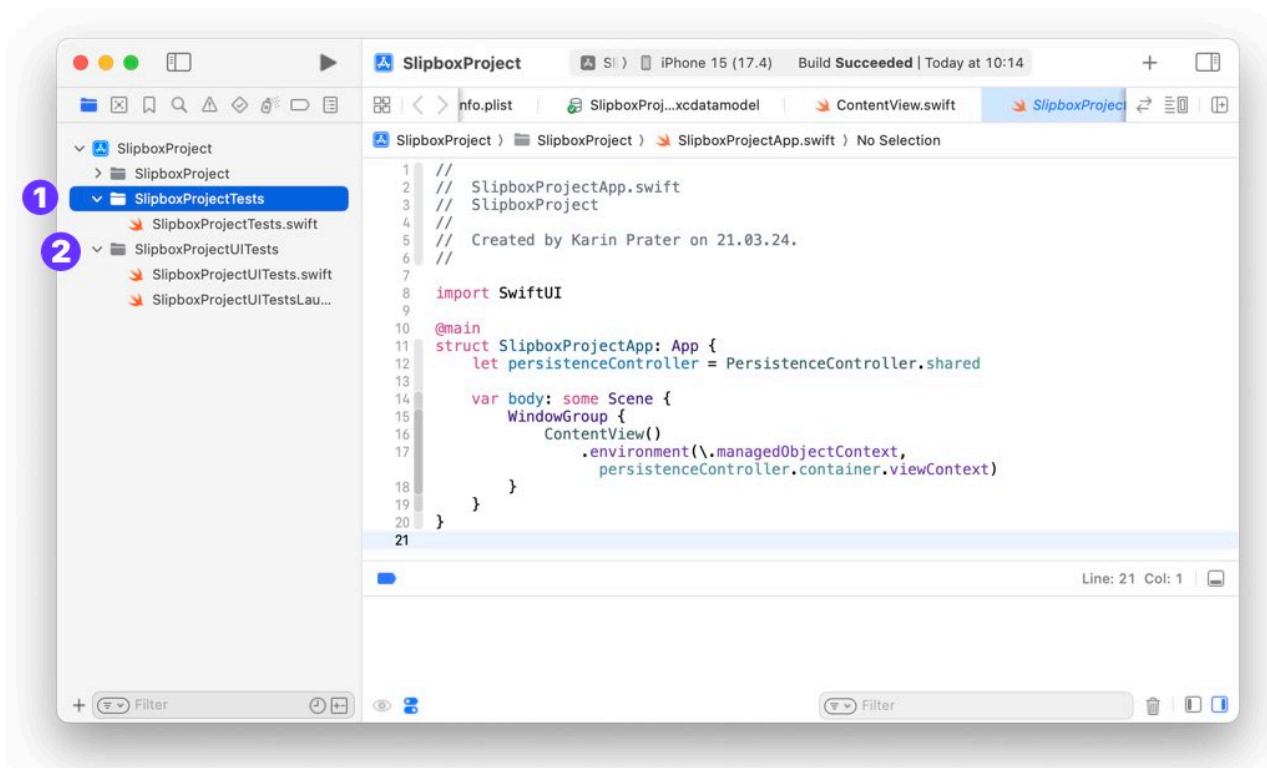 SlipboxProject
iPhone 15 (17.4)
Build Succeeded | Today at 10:14
nfo.plist
SlipboxProj...xcdatamodel
ContentView.swift
SlipboxProject
SlipboxProject
SlipboxProject
SlipboxProjectApp.swift
No Selection
SlipboxProject
SlipboxProject
1
SlipboxProjectTests
SlipboxProjectTests.swift
2
SlipboxProjectUITests
SlipboxProjectUITests.swift
SlipboxProjectUITestsLau...
1 //
2 // SlipboxProjectApp.swift
3 // SlipboxProject
4 //
5 // Created by Karin Prater on 21.03.24.
6 //
7
8 import SwiftUI
9
10 @main
11 struct SlipboxProjectApp: App {
12 let persistenceController = PersistenceController.shared
13
14 var body: some Scene {
15 WindowGroup {
16 ContentView()
17 .environment(\.managedObjectContext,
persistenceController.container.viewContext)
18 }
19 }
20 }
21
Line: 21 Col: 1
Filter
Filter